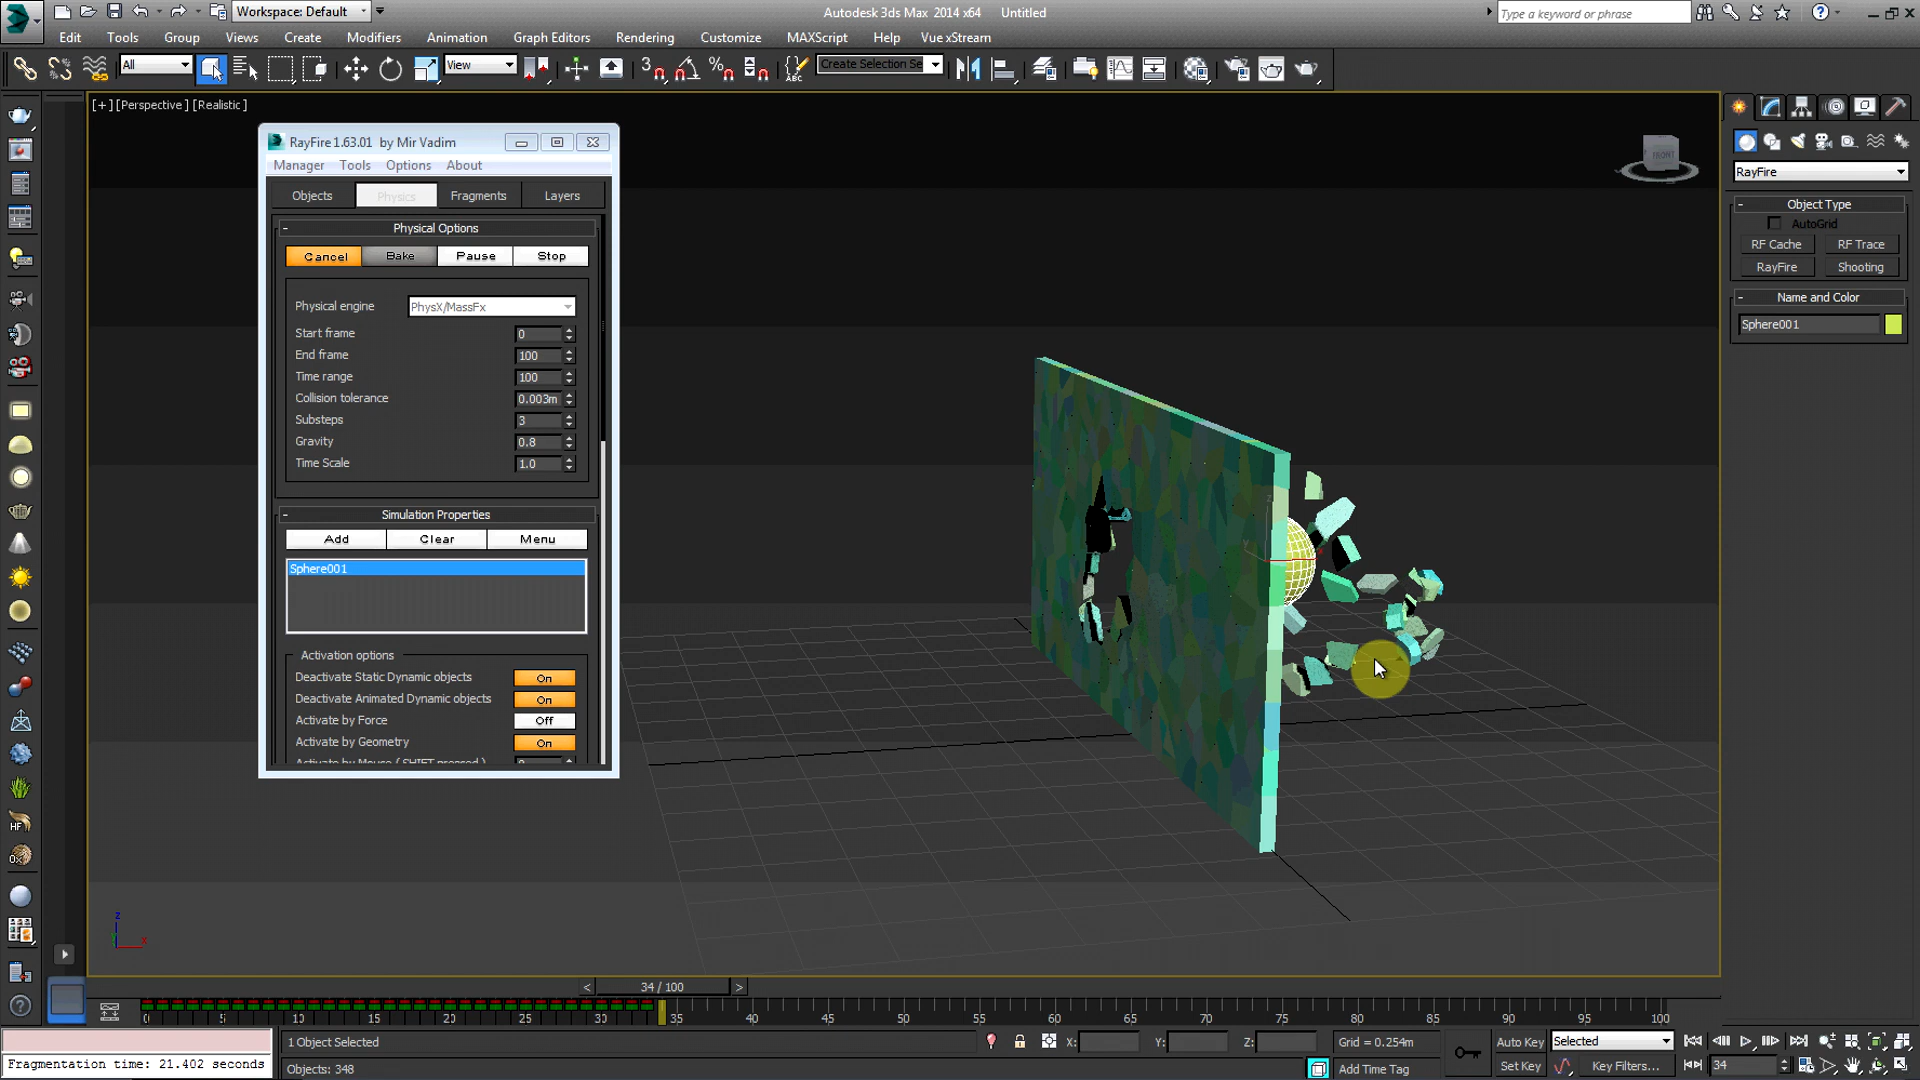 Workspace: Default
Autodesk 3ds Max 2014 x64 Untitled
Type a keyword or phrase
Edit Tools Group Views Create Modifiers Animation Graph Editors Rendering Customize MAXScript Help Vue xStream
All View Create Selection Se
[+][Perspective][Realistic]
RayFire 1.63.01 by Mir Vadim
Manager Tools Options About
Objects Physics Fragments Layers
- Physical Options
Cancel Bake Pause Stop
Physical engine PhysX/MassFx
Start frame 0
End frame 100
Time range 100
Collision tolerance 0.003m
Substeps 3
Gravity 0.8
Time Scale 1.0
- Simulation Properties
Add Clear Menu
Sphere001
Activation options
Deactivate Static Dynamic objects On
Deactivate Animated Dynamic objects On
Activate by Force Off
Activate by Geometry On
Activate by Mouse ( SHIFT pressed )
FRONT
RayFire
- Object Type
AutoGrid
RF Cache RF Trace
RayFire Shooting
- Name and Color
Sphere001
z
x
< 34 / 100 >
0 5 10 15 20 25 30 35 40 45 50 55 60 65 70 75 80 85 90 95 100
1 Object Selected X: Y: Z: Grid = 0.254m Auto Key Selected
Fragmentation time: 21.402 seconds
Objects: 348 Add Time Tag Set Key Key Filters... 34